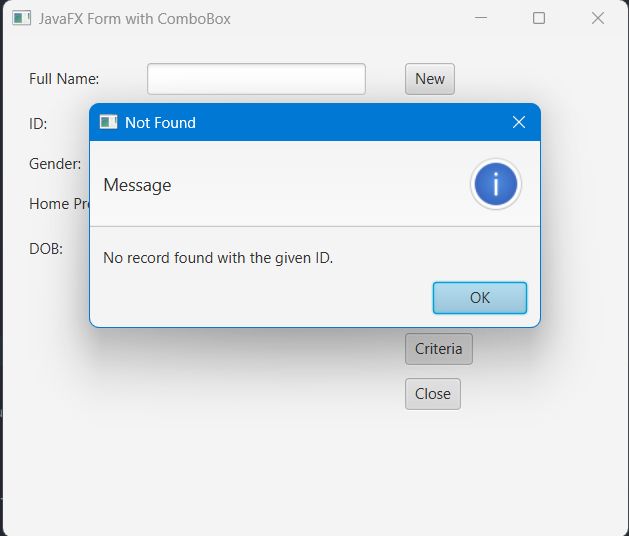 JavaFX Form with ComboBox
Full Name:
New
Not Found
ID:
Gender:
Message
i
Home Pr
DOB:
No record found with the given ID.
OK
Criteria
Close